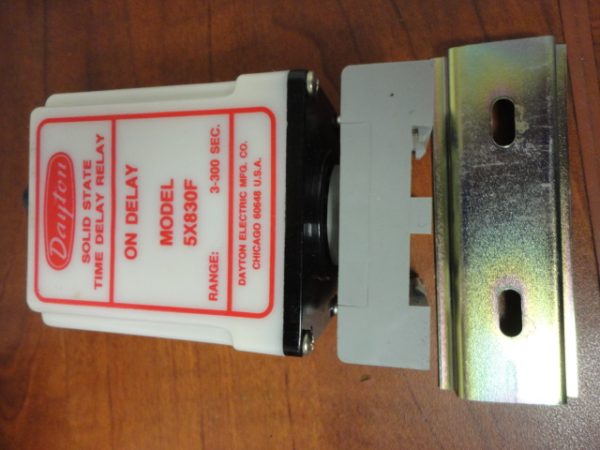 Dayton
SOLID STATE
TIME DELAY RELAY
ON DELAY
MODEL
5X830F
RANGE: 3-300 SEC.
DAYTON ELECTRIC MFG. CO.
CHICAGO 60648 U.S.A.